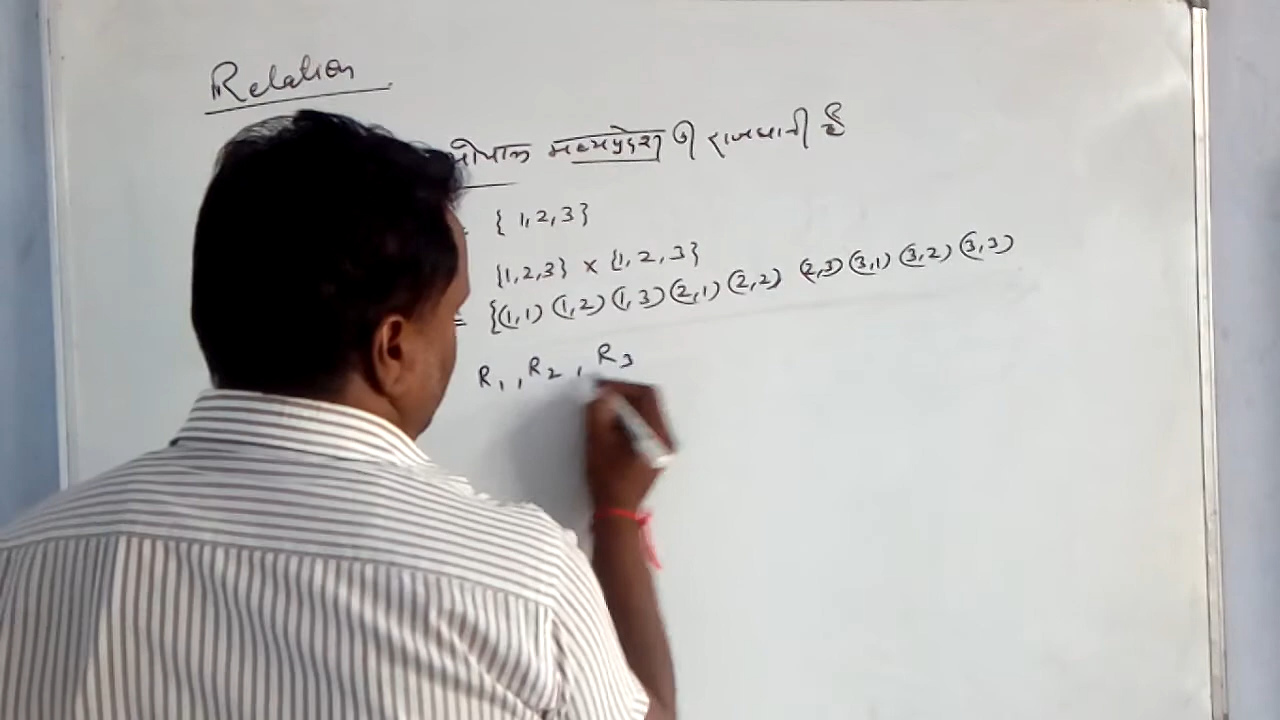 Relation
भोपाल मध्यप्रदेश की राजधानी है
= { 1,2,3}
{1,2,3} × {1,2,3}
= {(1,1) (1,2) (1,3) (2,1) (2,2) (2,3) (3,1) (3,2) (3,3)
R1, R2, R3